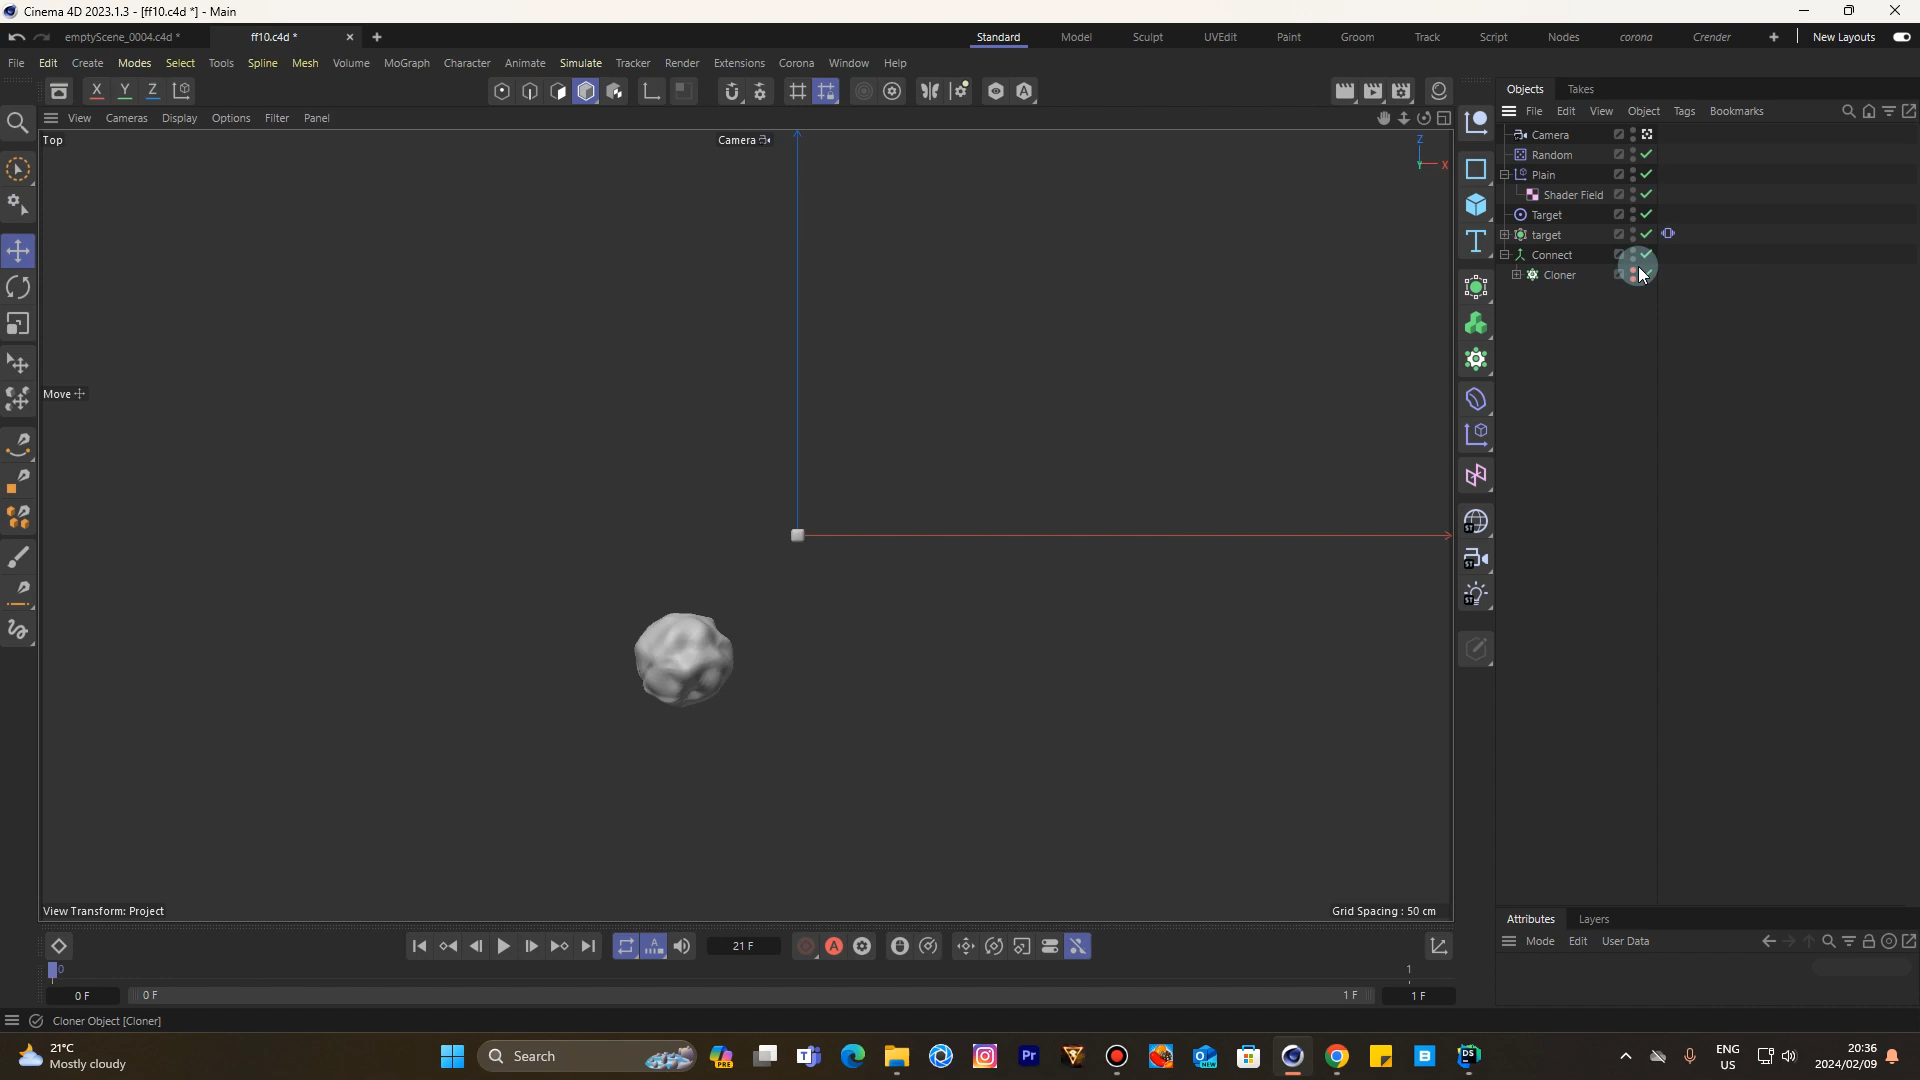 Cinema 4D 2023.1.3 - [ff10.c4d *] - Main
emptyScene_0004.c4d * ff10.c4d * Standard Model Sculpt UVEdit Paint Groom Track Script Nodes corona Crender New Layouts
File Edit Create Modes Select Tools Spline Mesh Volume MoGraph Character Animate Simulate Tracker Render Extensions Corona Window Help
X Y Z Objects Takes
View Cameras Display Options Filter Panel File Edit View Object Tags Bookmarks
Top Camera Z
Y X
Camera
Random
Plain
Shader Field
Target
target
Connect
Cloner
Move
View Transform: Project Grid Spacing : 50 cm
Attributes Layers
Mode Edit User Data
21 F
0 1
0 F 0 F 1 F 1 F
Cloner Object [Cloner]
21°C
Mostly cloudy
Search
ENG
US
20:36
2024/02/09